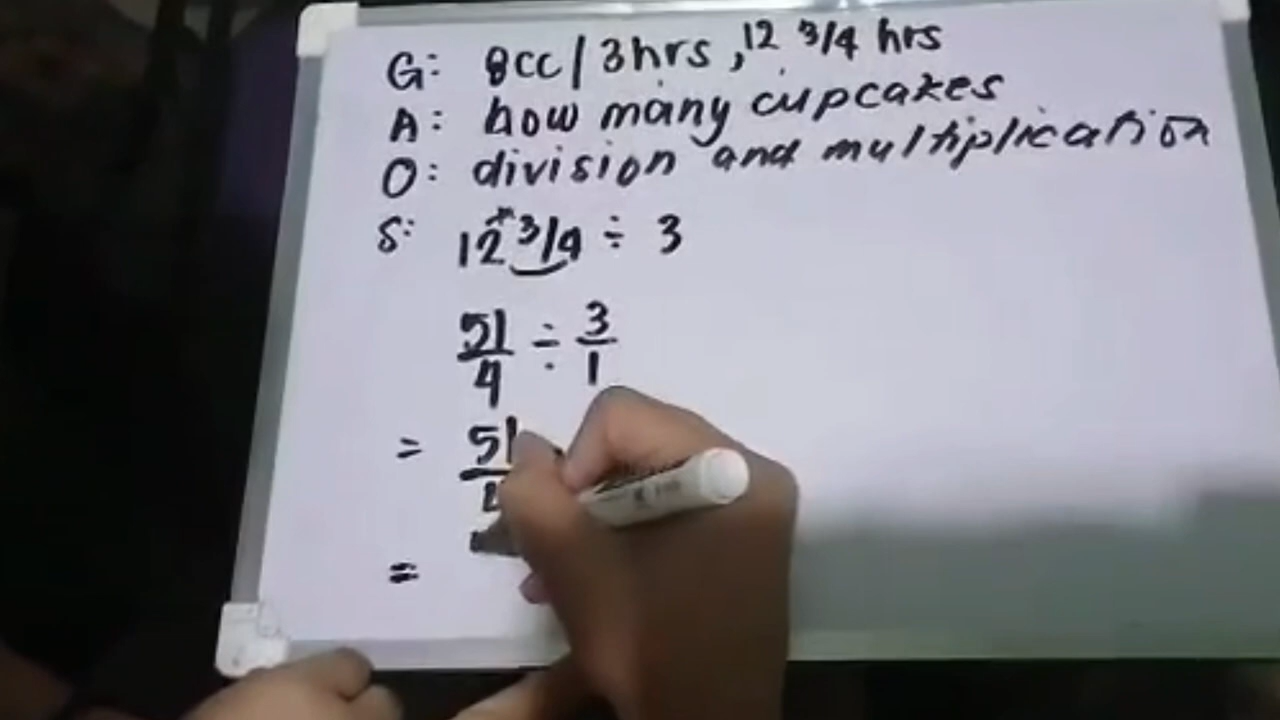 G: 8cc / 3hrs , 12 3/4 hrs
A: how many cupcakes
O: division and multiplication
S: 12 3/4 ÷ 3
51/4 ÷ 3/1
= 51
=